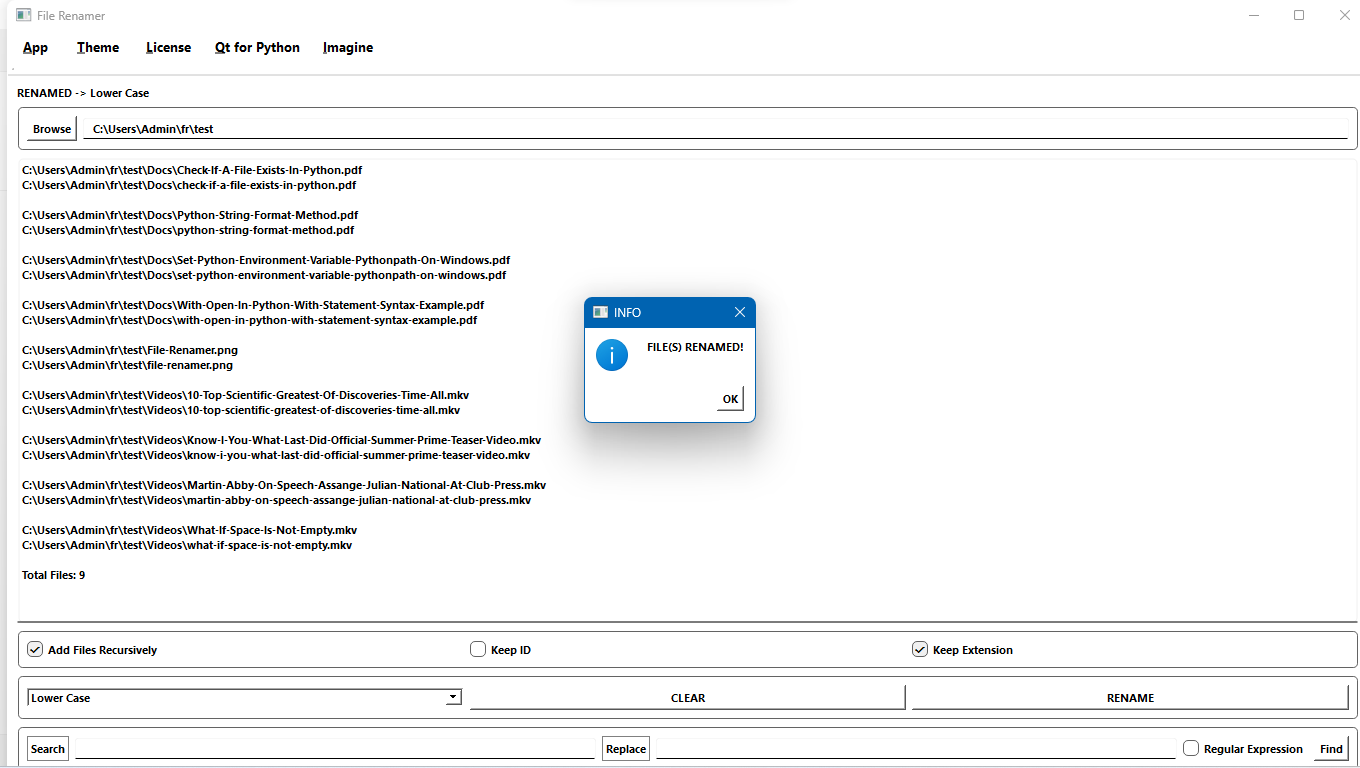 File Renamer
App Theme License Qt for Python Imagine
RENAMED -> Lower Case
Browse C:\Users\Admin\fr\test
C:\Users\Admin\fr\test\Docs\Check-If-A-File-Exists-In-Python.pdf
C:\Users\Admin\fr\test\Docs\check-if-a-file-exists-in-python.pdf
C:\Users\Admin\fr\test\Docs\Python-String-Format-Method.pdf
C:\Users\Admin\fr\test\Docs\python-string-format-method.pdf
C:\Users\Admin\fr\test\Docs\Set-Python-Environment-Variable-Pythonpath-On-Windows.pdf
C:\Users\Admin\fr\test\Docs\set-python-environment-variable-pythonpath-on-windows.pdf
C:\Users\Admin\fr\test\Docs\With-Open-In-Python-With-Statement-Syntax-Example.pdf
C:\Users\Admin\fr\test\Docs\with-open-in-python-with-statement-syntax-example.pdf
C:\Users\Admin\fr\test\File-Renamer.png
C:\Users\Admin\fr\test\file-renamer.png
C:\Users\Admin\fr\test\Videos\10-Top-Scientific-Greatest-Of-Discoveries-Time-All.mkv
C:\Users\Admin\fr\test\Videos\10-top-scientific-greatest-of-discoveries-time-all.mkv
C:\Users\Admin\fr\test\Videos\Know-I-You-What-Last-Did-Official-Summer-Prime-Teaser-Video.mkv
C:\Users\Admin\fr\test\Videos\know-i-you-what-last-did-official-summer-prime-teaser-video.mkv
C:\Users\Admin\fr\test\Videos\Martin-Abby-On-Speech-Assange-Julian-National-At-Club-Press.mkv
C:\Users\Admin\fr\test\Videos\martin-abby-on-speech-assange-julian-national-at-club-press.mkv
C:\Users\Admin\fr\test\Videos\What-If-Space-Is-Not-Empty.mkv
C:\Users\Admin\fr\test\Videos\what-if-space-is-not-empty.mkv
Total Files: 9
INFO
FILE(S) RENAMED!
OK
Add Files Recursively Keep ID Keep Extension
Lower Case CLEAR RENAME
Search Replace Regular Expression Find